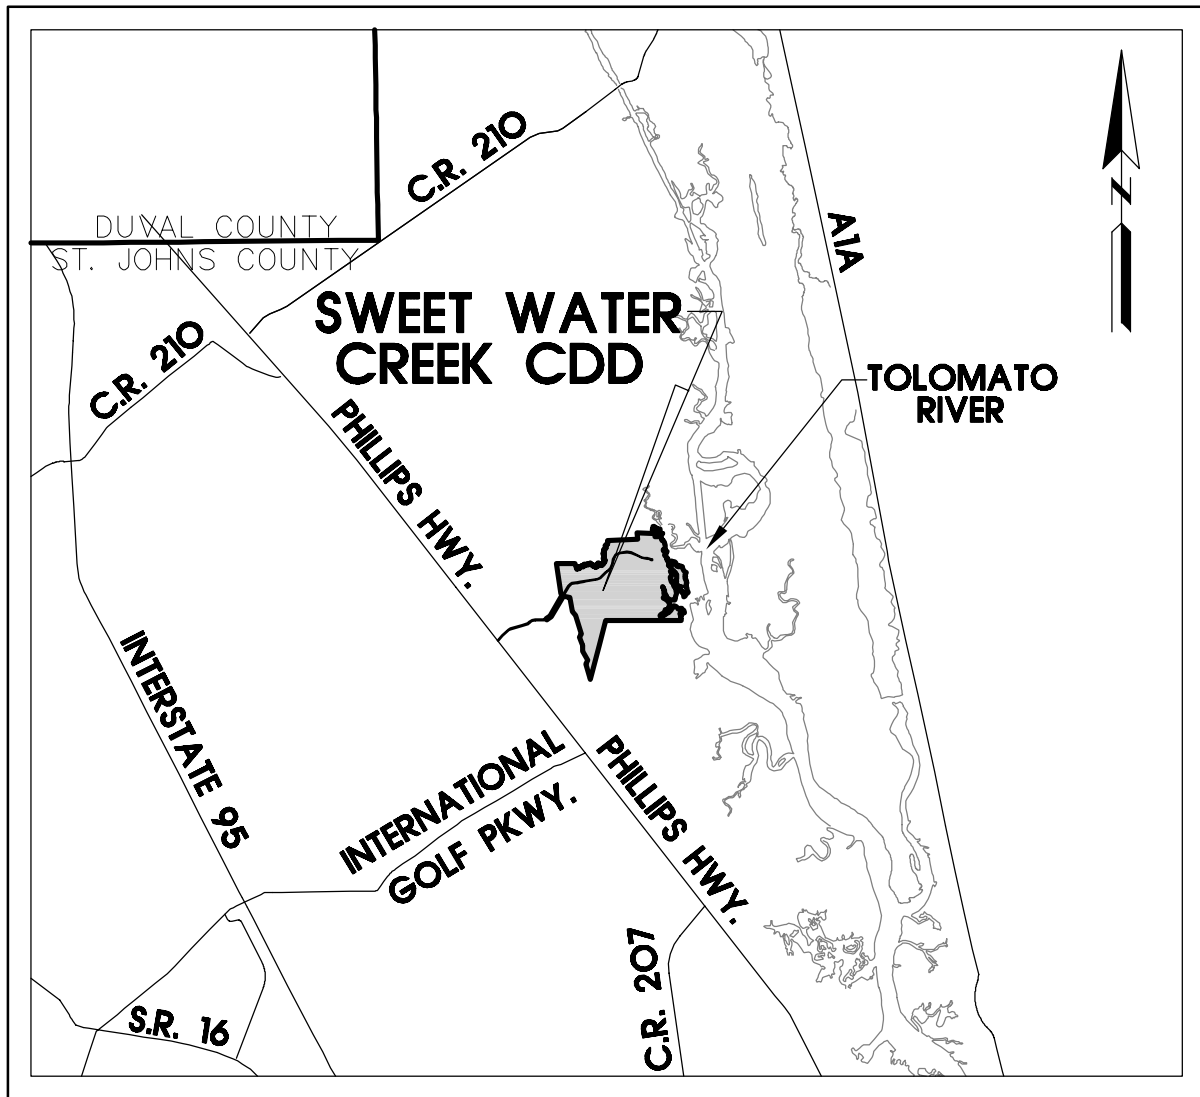 C.R. 210
DUVAL COUNTY
ST. JOHNS COUNTY
A1A
N
SWEET WATER
CREEK CDD
C.R. 210
TOLOMATO
RIVER
PHILLIPS HWY.
INTERSTATE 95
INTERNATIONAL
GOLF PKWY.
PHILLIPS HWY.
C.R. 207
S.R. 16